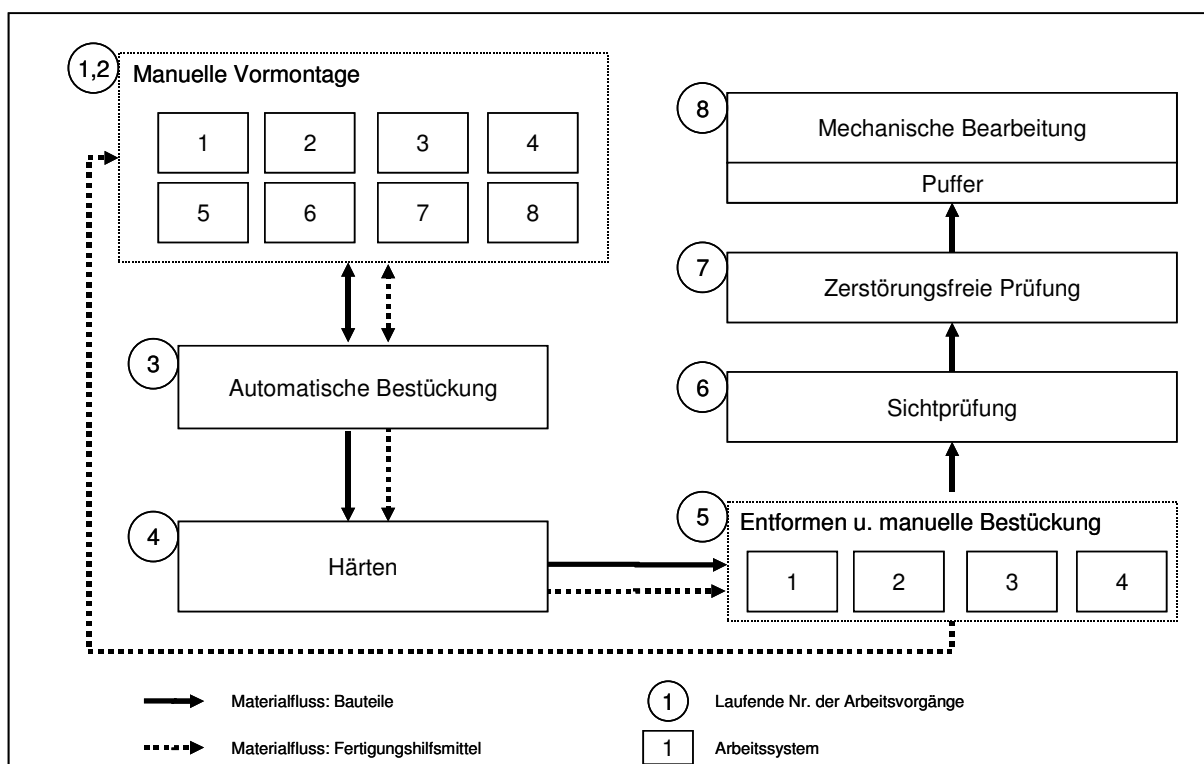 1,2
Manuelle Vormontage
1 2 3 4
5 6 7 8
3
Automatische Bestückung
4
Härten
5
Entformen u. manuelle Bestückung
1 2 3 4
6
Sichtprüfung
7
Zerstörungsfreie Prüfung
8
Mechanische Bearbeitung
Puffer
Materialfluss: Bauteile
1
Laufende Nr. der Arbeitsvorgänge
Materialfluss: Fertigungshilfsmittel
1
Arbeitssystem